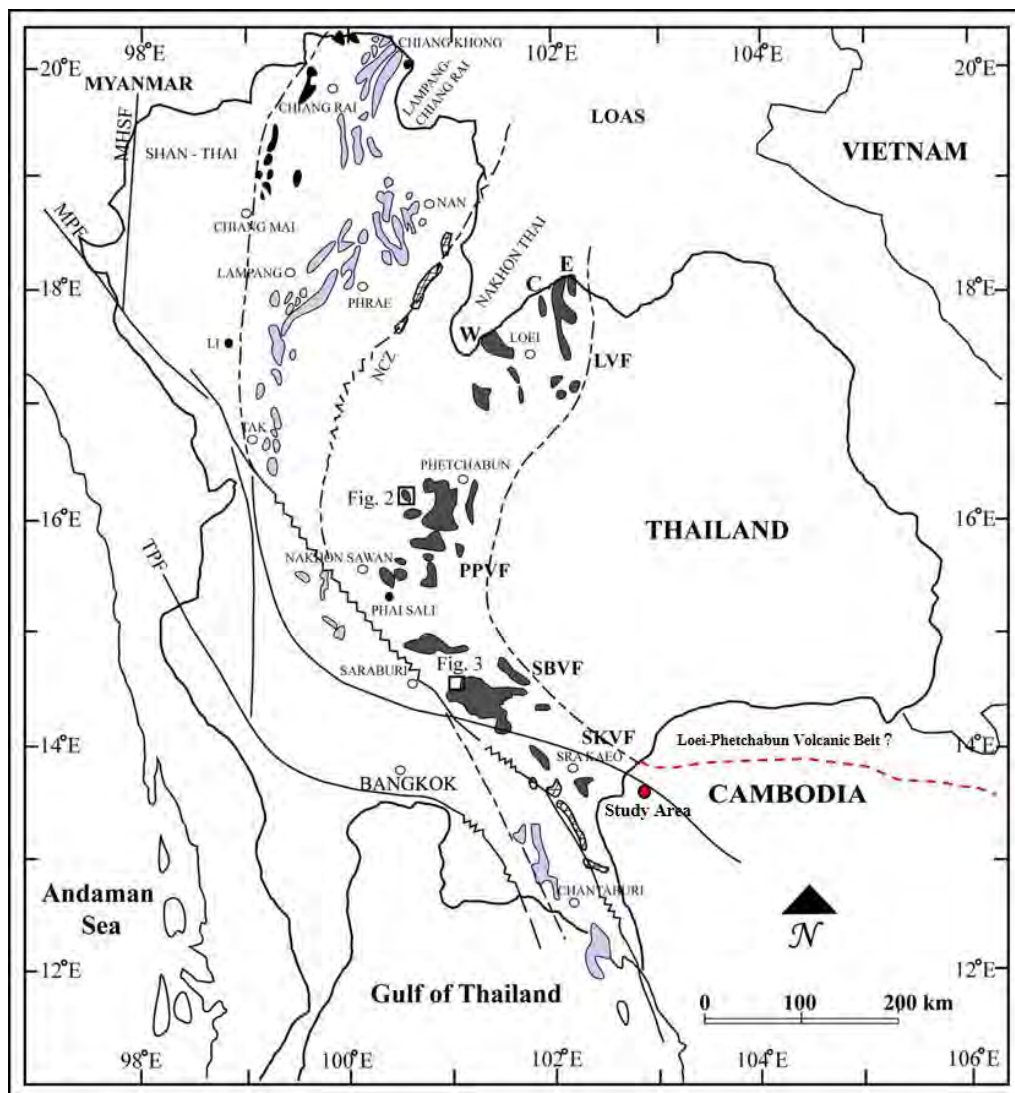 98°E
102°E
104°E
106°E
20°E
CHIANG KHONG
20°E
MYANMAR
CHIANG RAI
LAMPANG-
CHIANG RAI
LOAS
MHSF
SHAN - THAI
VIETNAM
MPF
NAN
CHIANG MAI
NAKHON THAI
LAMPANG
18°E
PHRAE
C
E
18°E
W
LOEI
LI
NCZ
LVF
TAK
PHETCHABUN
Fig. 2
16°E
THAILAND
16°E
TPF
NAKHON SAWAN
PPVF
PHAI SALI
Fig. 3
SARABURI
SBVF
SKVF
Loei-Phetchabun Volcanic Belt ?
14°E
SRA KAEO
14°E
BANGKOK
CAMBODIA
Study Area
Andaman
Sea
CHANTABURI
N
12°E
12°E
Gulf of Thailand
0 100 200 km
98°E
100°E
102°E
104°E
106°E